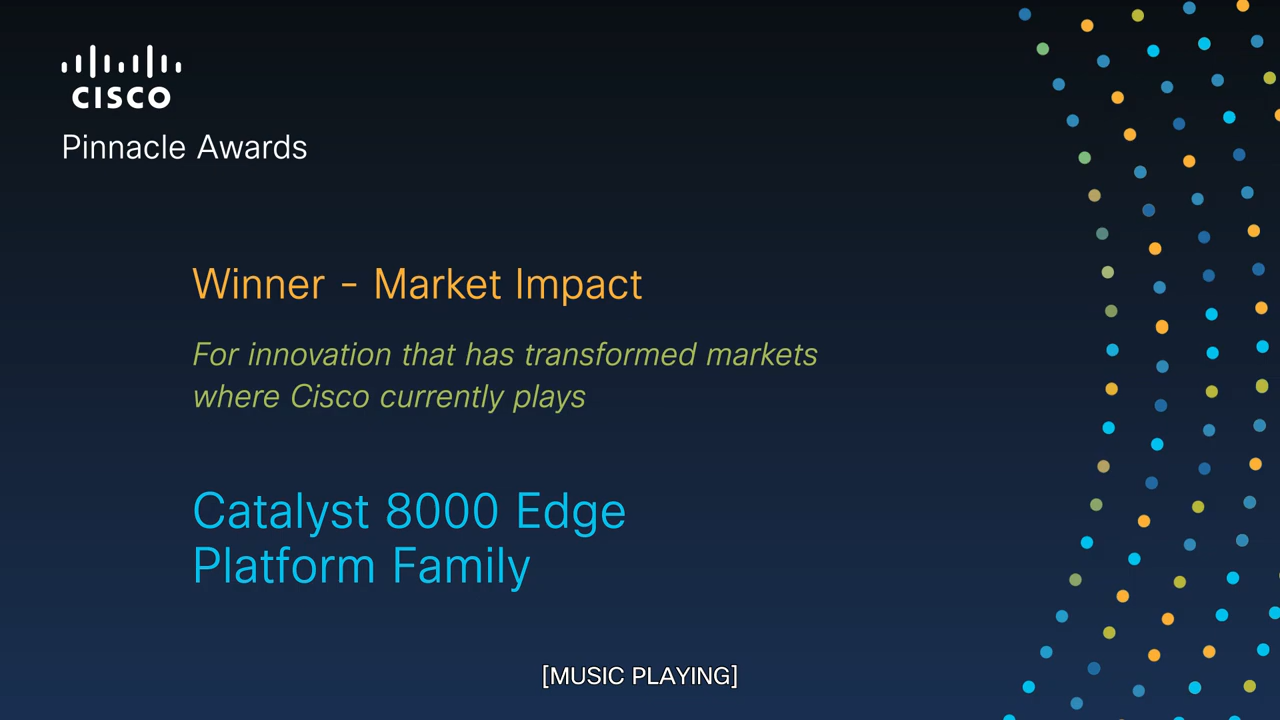 CISCO
Pinnacle Awards
Winner - Market Impact
For innovation that has transformed markets
where Cisco currently plays
Catalyst 8000 Edge
Platform Family
[MUSIC PLAYING]